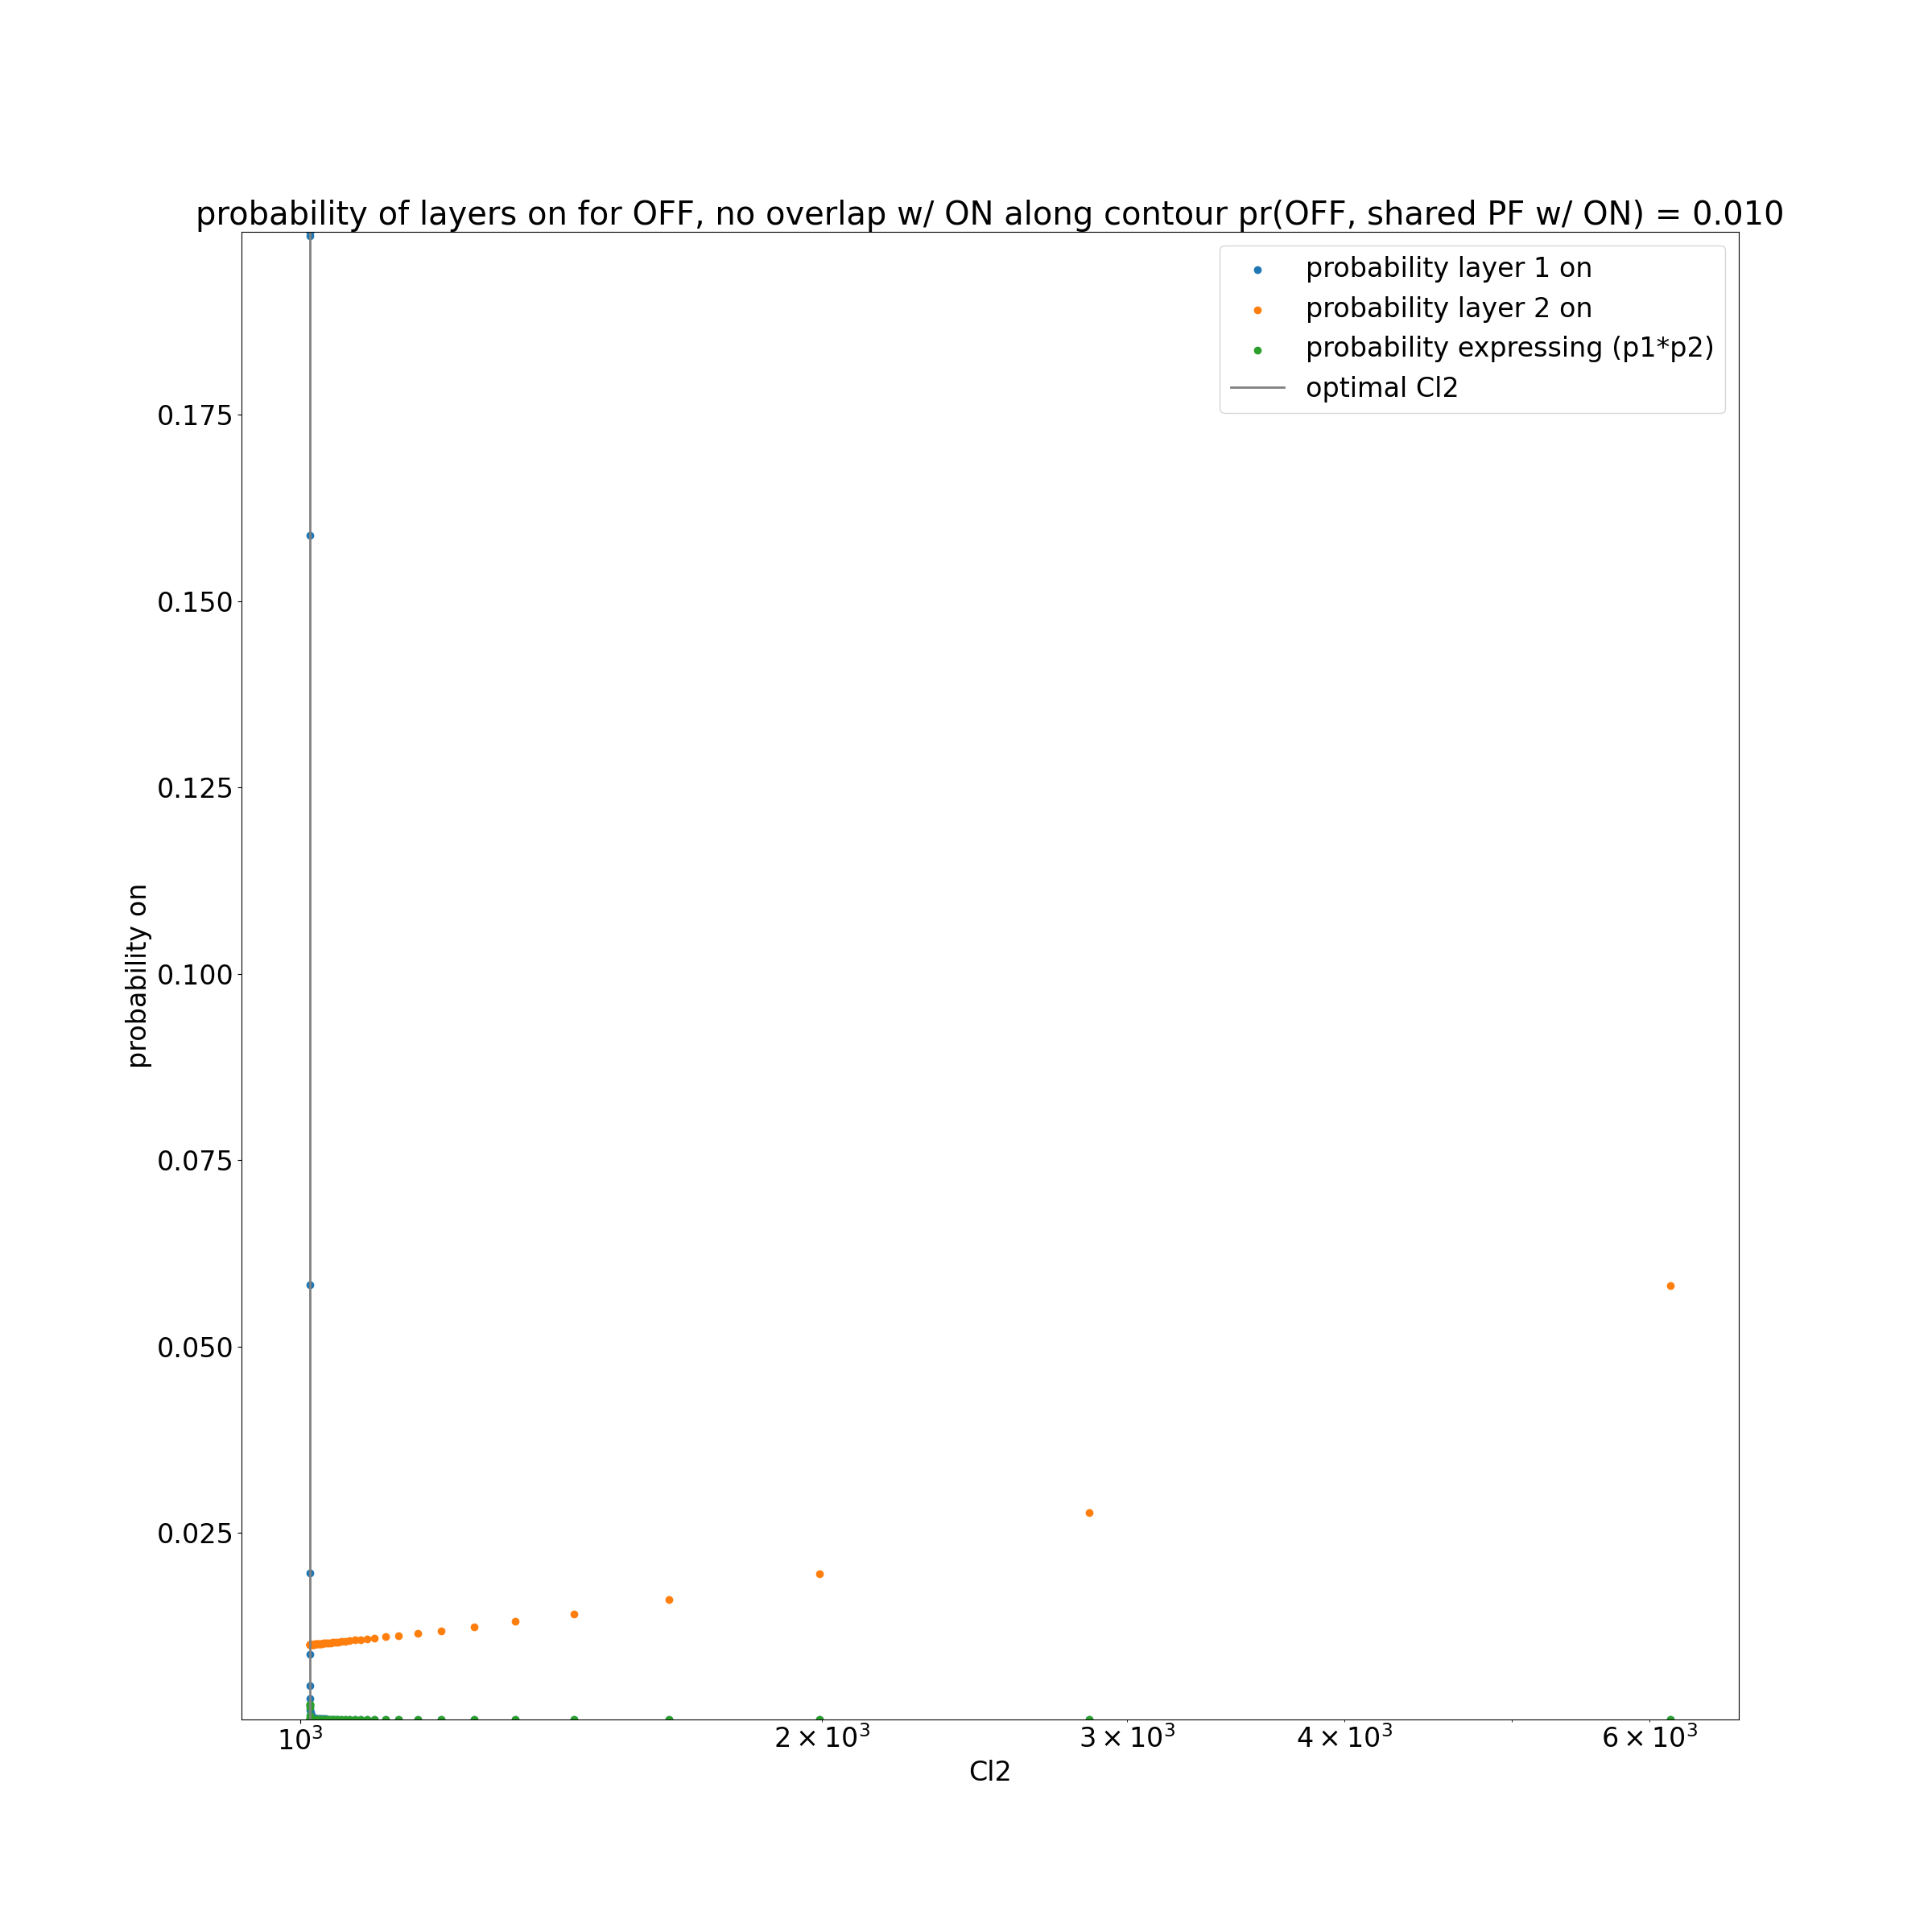 probability of layers on for OFF, no overlap w/ ON along contour pr(OFF, shared PF w/ ON) = 0.010
probability layer 1 on
probability layer 2 on
probability expressing (p1*p2)
optimal Cl2
0.175
0.150
0.125
0.100
0.075
0.050
0.025
probability on
10³
2 × 10³
3 × 10³
4 × 10³
6 × 10³
Cl2